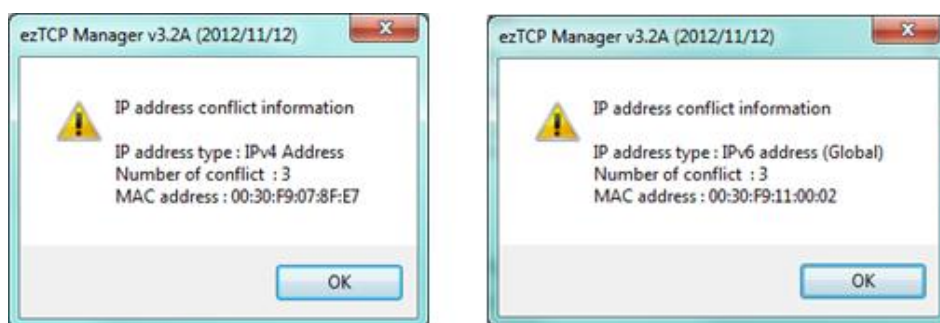 ezTCP Manager v3.2A (2012/11/12)
IP address conflict information
IP address type : IPv4 Address
Number of conflict : 3
MAC address : 00:30:F9:07:8F:E7
OK
ezTCP Manager v3.2A (2012/11/12)
IP address conflict information
IP address type : IPv6 address (Global)
Number of conflict : 3
MAC address : 00:30:F9:11:00:02
OK